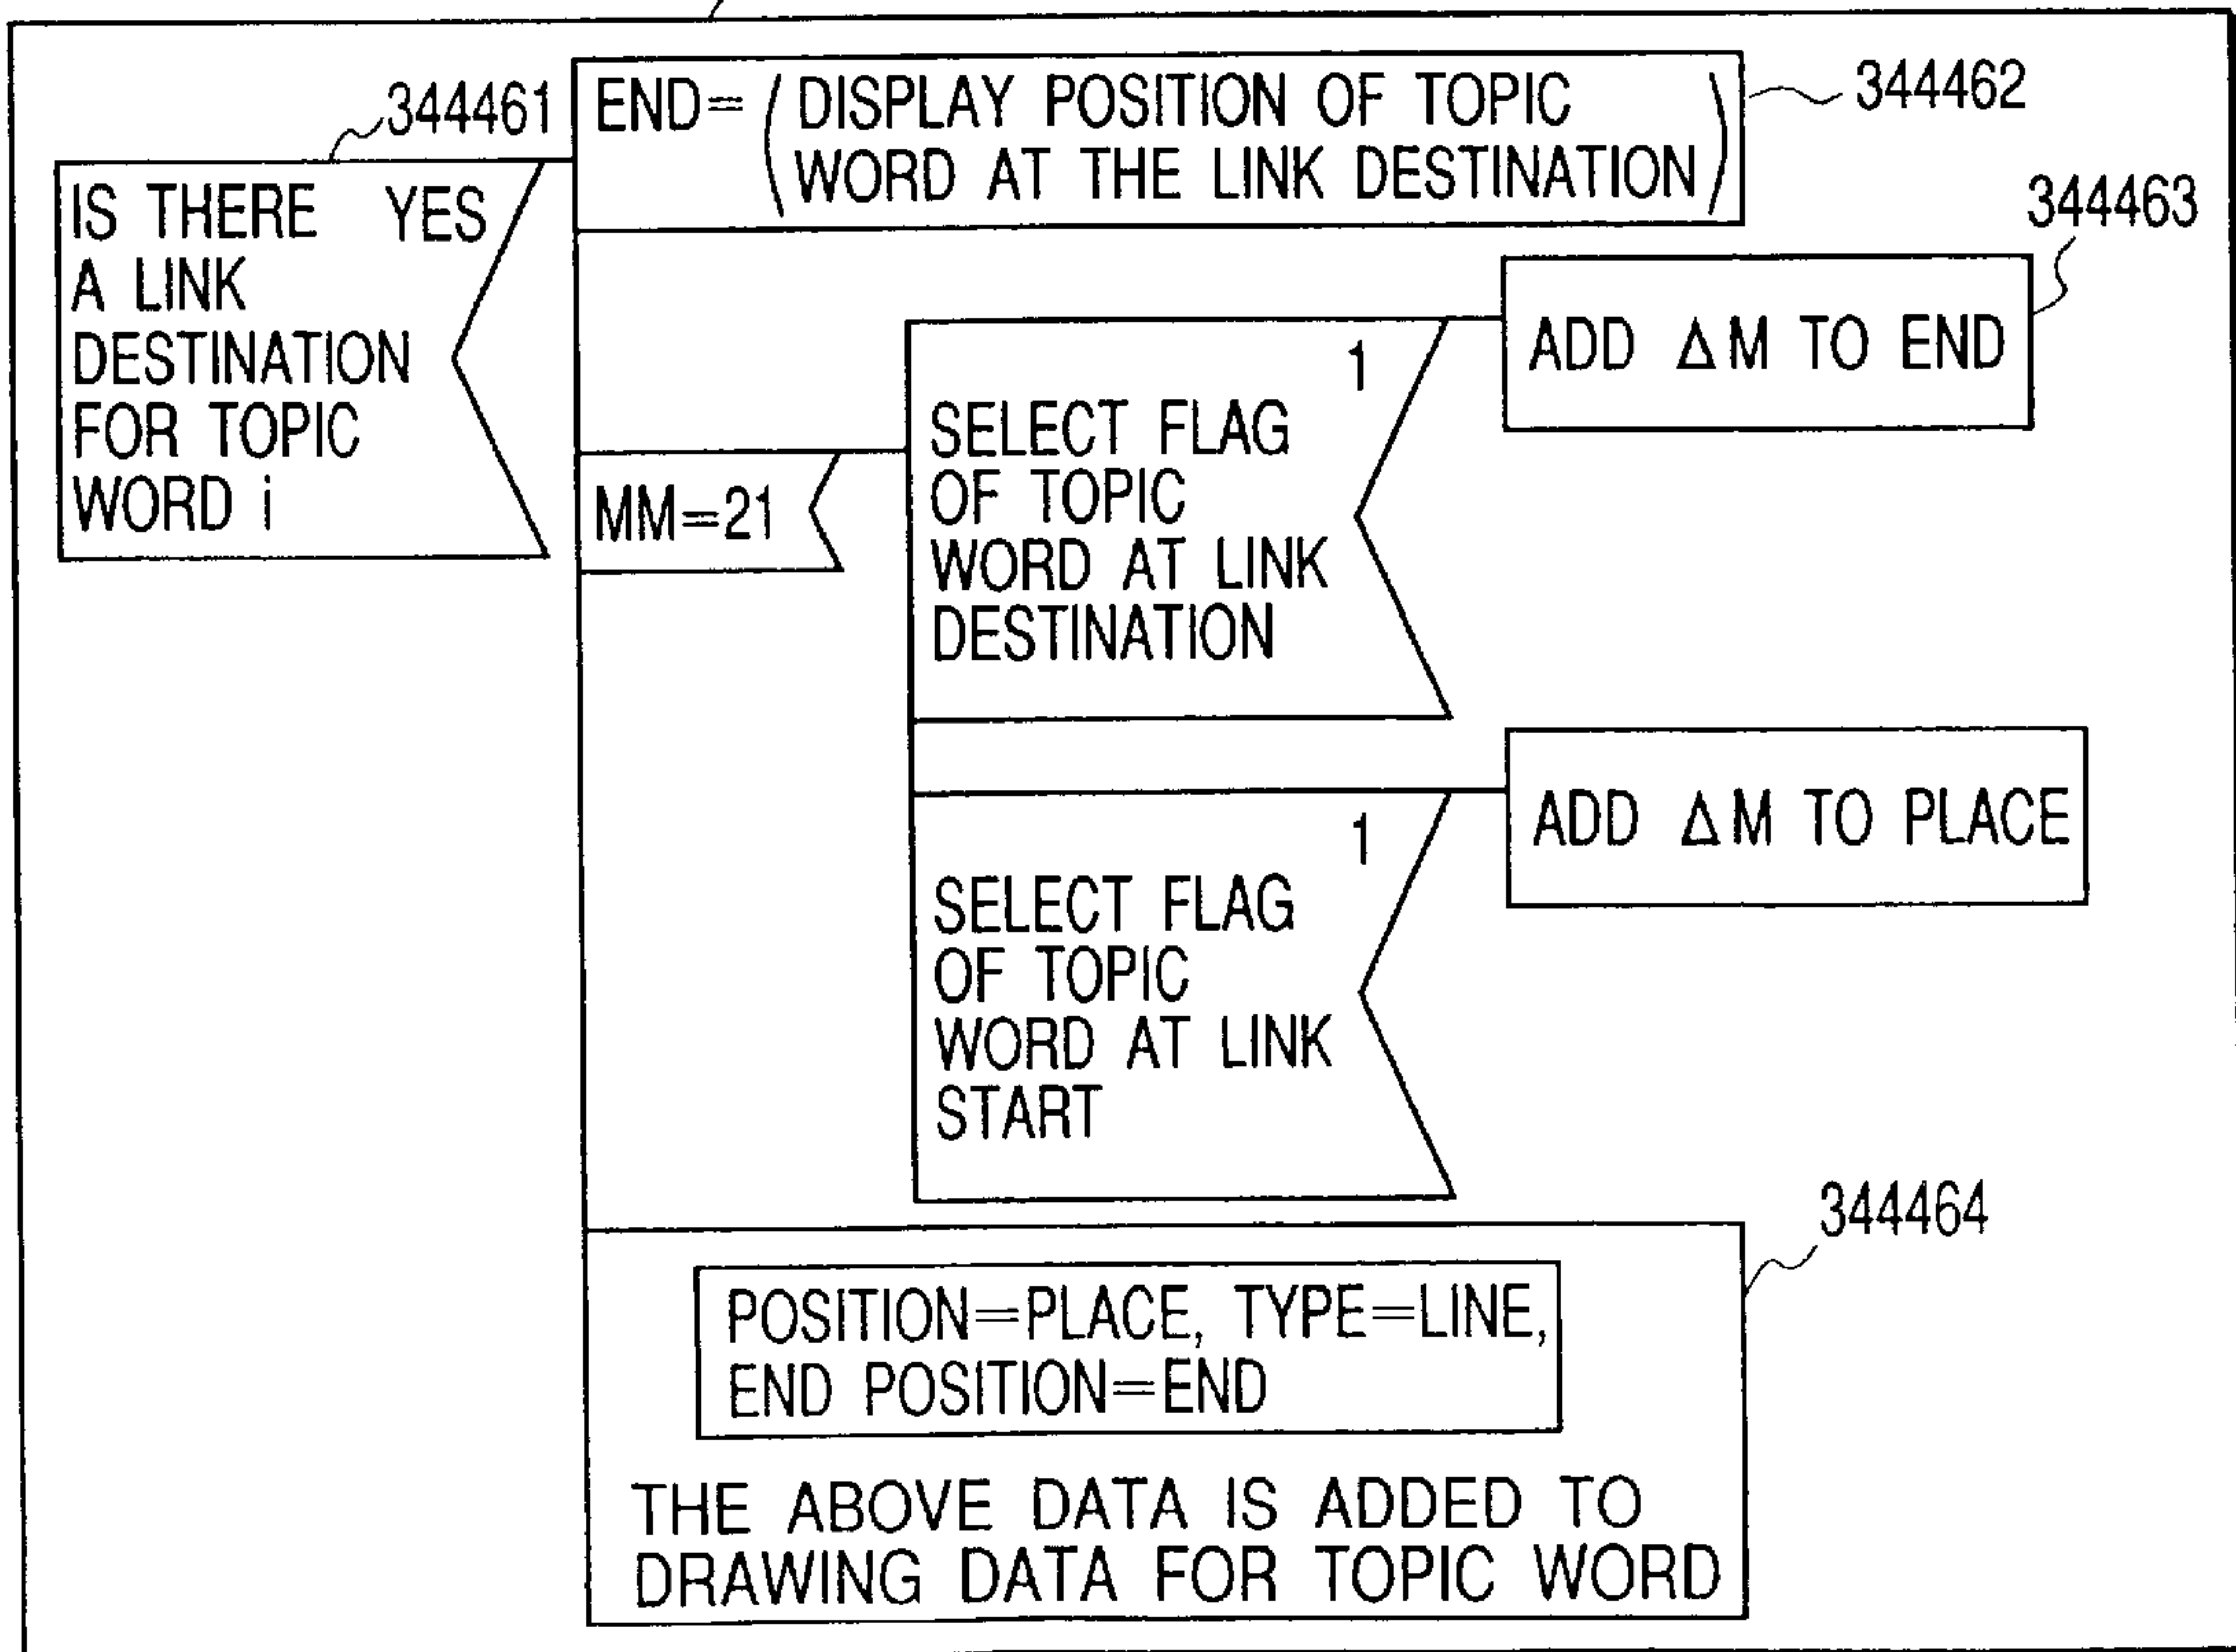 344461
IS THERE YES
A LINK
DESTINATION
FOR TOPIC
WORD i
END=(DISPLAY POSITION OF TOPIC
WORD AT THE LINK DESTINATION)
344462
344463
MM=21
1
SELECT FLAG
OF TOPIC
WORD AT LINK
DESTINATION
ADD ΔM TO END
1
SELECT FLAG
OF TOPIC
WORD AT LINK
START
ADD ΔM TO PLACE
344464
POSITION=PLACE, TYPE=LINE,
END POSITION=END
THE ABOVE DATA IS ADDED TO
DRAWING DATA FOR TOPIC WORD